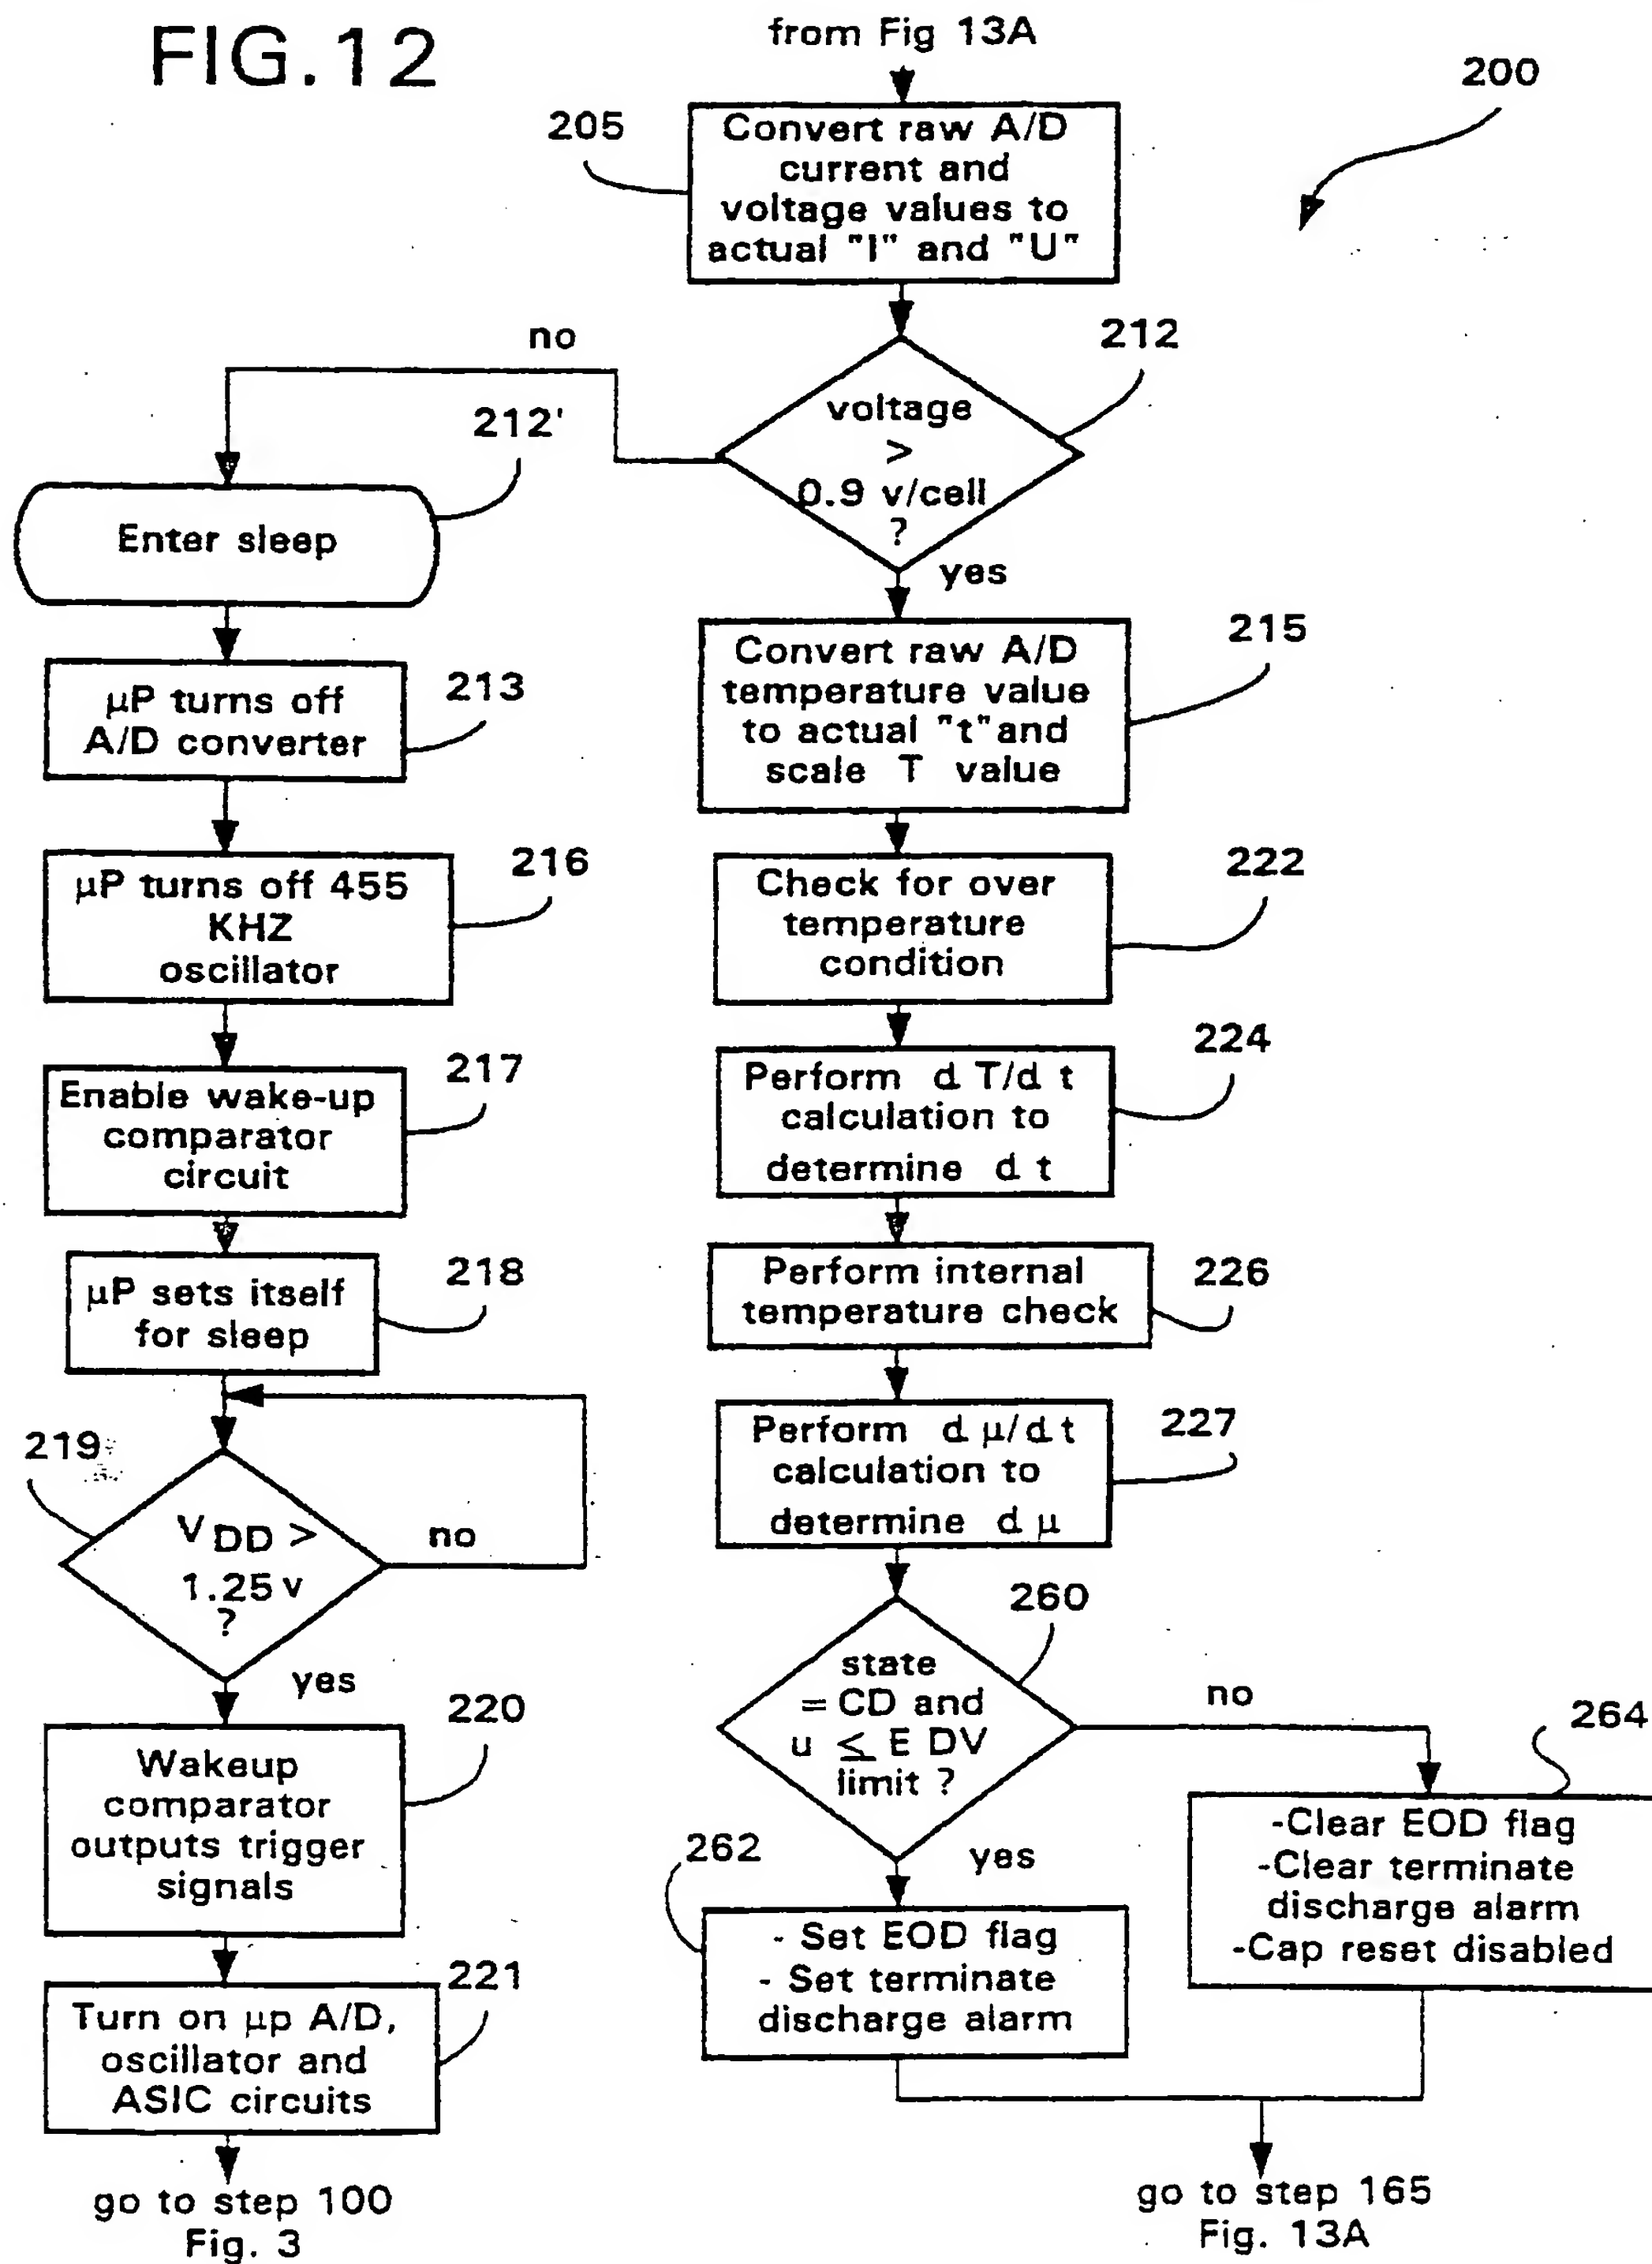 FIG.12
from Fig 13A
200
205
Convert raw A/D
current and
voltage values to
actual "I" and "U"
no
212
voltage
>
0.9 v/cell
?
yes
212'
Enter sleep
213
µP turns off
A/D converter
216
µP turns off 455
KHZ
oscillator
217
Enable wake-up
comparator
circuit
218
µP sets itself
for sleep
219
VDD >
1.25 v
?
no
yes
220
Wakeup
comparator
outputs trigger
signals
221
Turn on µp A/D,
oscillator and
ASIC circuits
go to step 100
Fig. 3
215
Convert raw A/D
temperature value
to actual "t" and
scale T value
222
Check for over
temperature
condition
224
Perform d T/d t
calculation to
determine d t
226
Perform internal
temperature check
227
Perform d µ/d t
calculation to
determine d µ
260
state
= CD and
u ≤ E DV
limit ?
no
yes
262
- Set EOD flag
- Set terminate
discharge alarm
264
-Clear EOD flag
-Clear terminate
discharge alarm
-Cap reset disabled
go to step 165
Fig. 13A